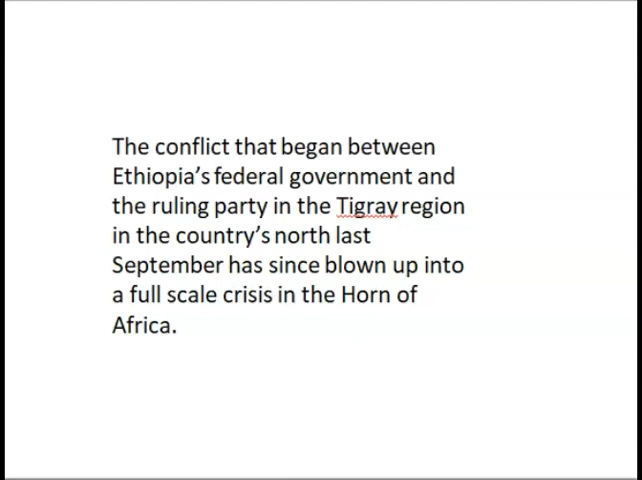 The conflict that began between
Ethiopia’s federal government and
the ruling party in the Tigray region
in the country’s north last
September has since blown up into
a full scale crisis in the Horn of
Africa.